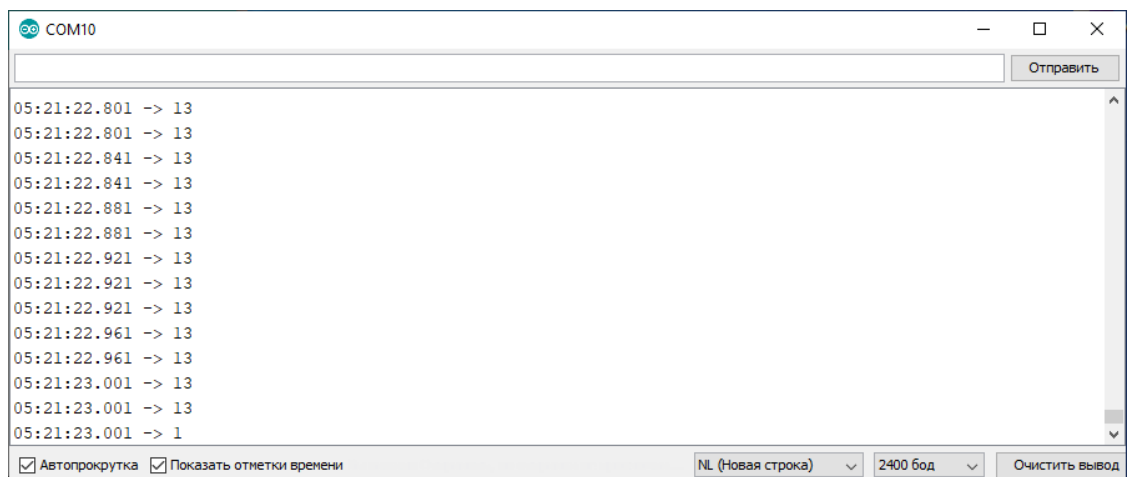 COM10
Отправить
05:21:22.801 -> 13
05:21:22.801 -> 13
05:21:22.841 -> 13
05:21:22.841 -> 13
05:21:22.881 -> 13
05:21:22.881 -> 13
05:21:22.921 -> 13
05:21:22.921 -> 13
05:21:22.921 -> 13
05:21:22.961 -> 13
05:21:22.961 -> 13
05:21:23.001 -> 13
05:21:23.001 -> 13
05:21:23.001 -> 1
Автопрокрутка Показать отметки времени NL (Новая строка) 2400 бод Очистить вывод